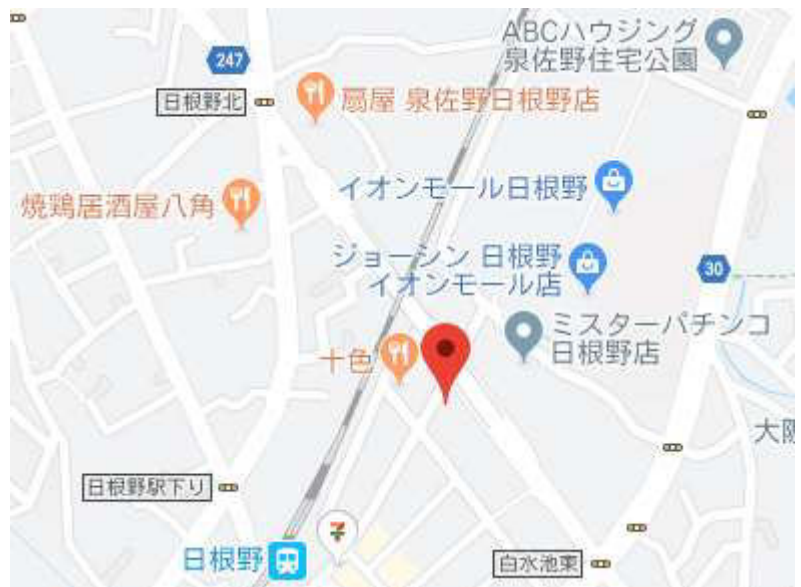 ABCハウジング
泉佐野住宅公園
247
日根野北
扇屋 泉佐野日根野店
イオンモール日根野
焼鶏居酒屋八角
ジョーシン 日根野
イオンモール店
30
ミスターパチンコ
日根野店
十色
大阪
日根野駅下り
7
日根野
白水池東